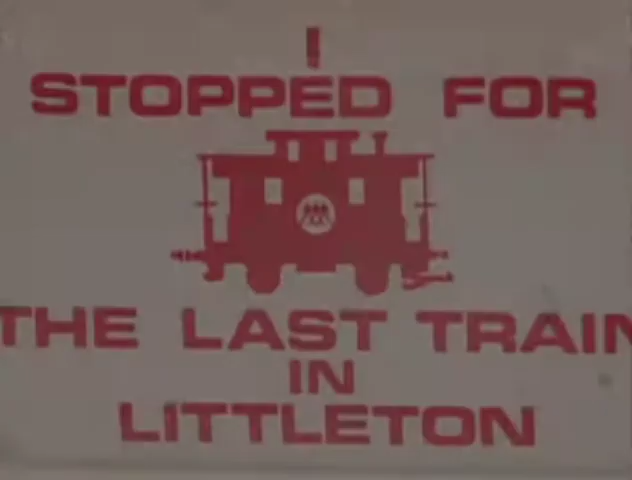 I
STOPPED FOR
THE LAST TRAIN
IN
LITTLETON